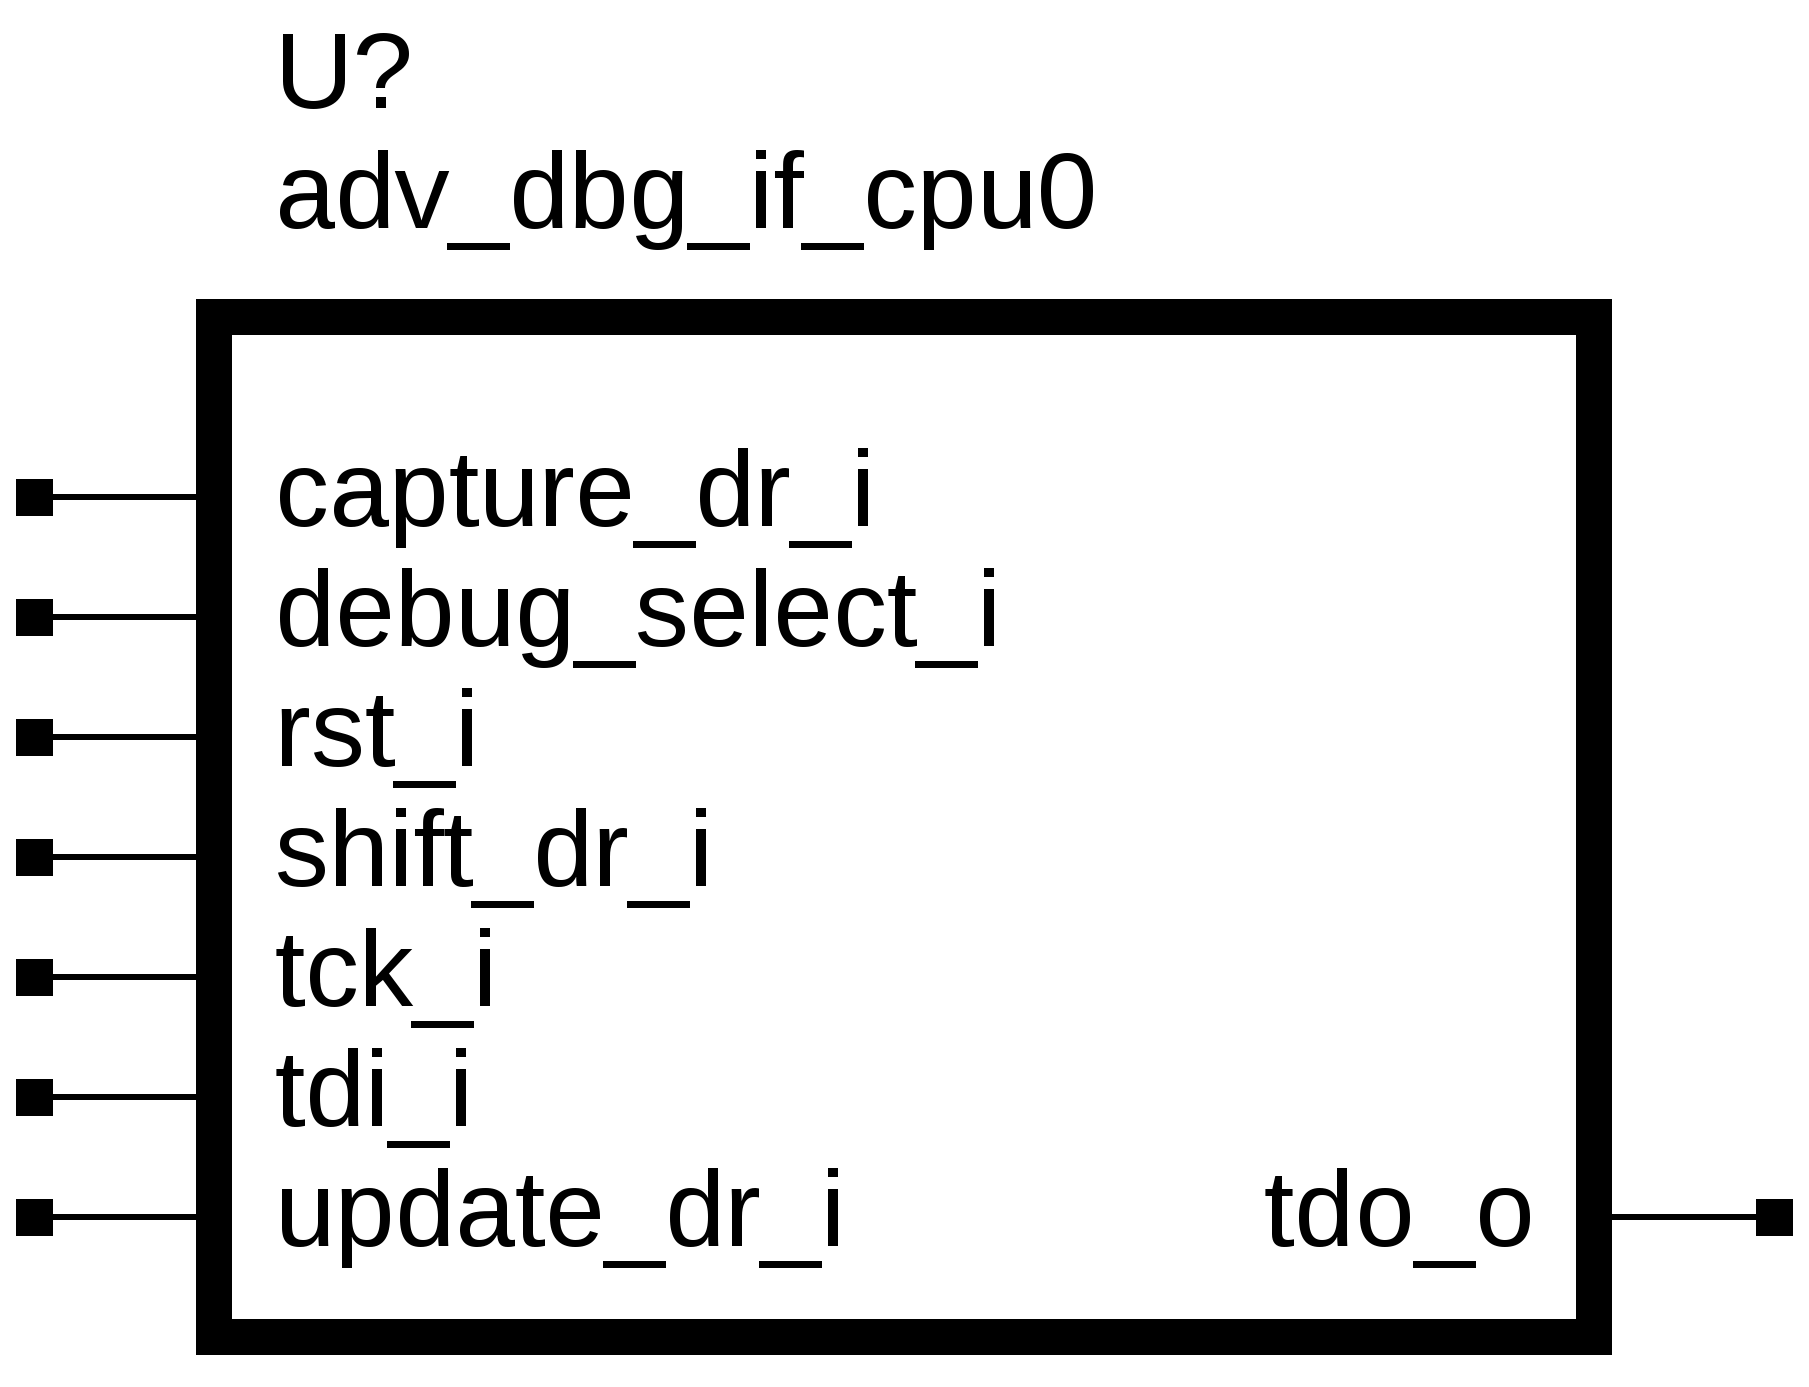 U?
adv_dbg_if_cpu0
capture_dr_i
debug_select_i
rst_i
shift_dr_i
tck_i
tdi_i
update_dr_i tdo_o